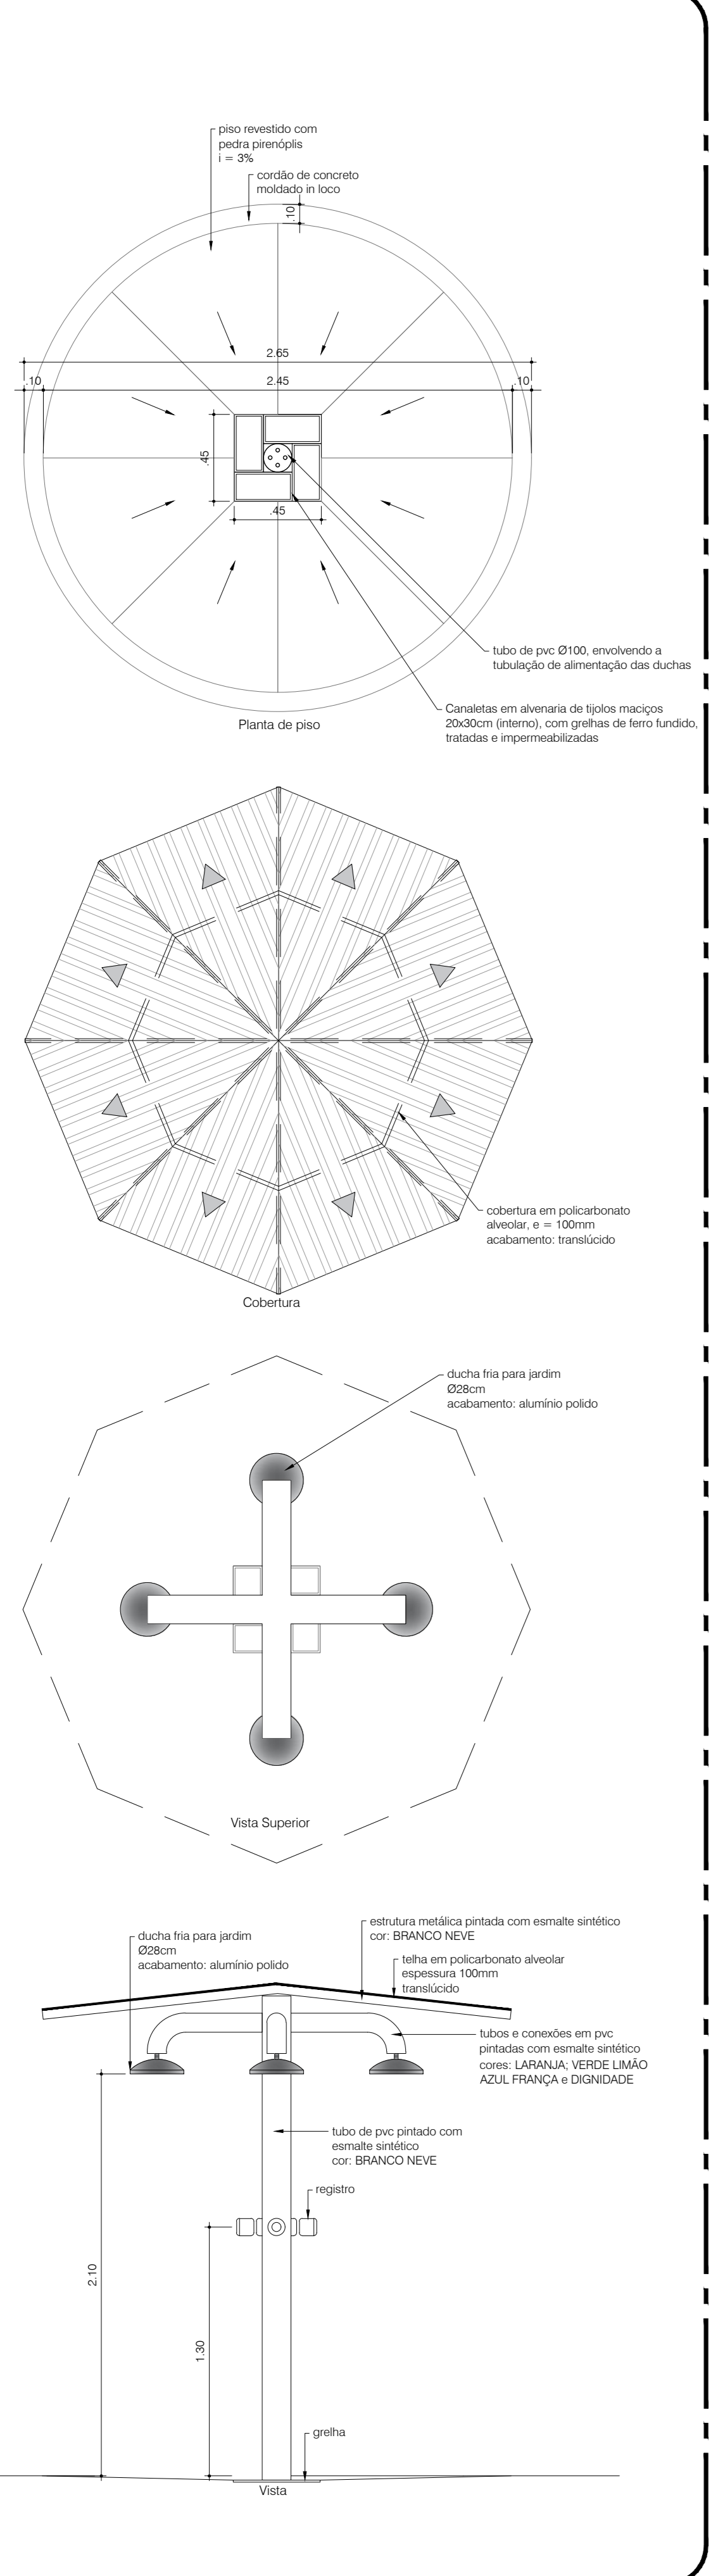 piso revestido com
pedra pirenóplis
i = 3%
cordão de concreto
moldado in loco
.10
2.65
.10
2.45
.10
.45
.45
tubo de pvc Ø100, envolvendo a
tubulação de alimentação das duchas
Canaletas em alvenaria de tijolos maciços
20x30cm (interno), com grelhas de ferro fundido,
tratadas e impermeabilizadas
Planta de piso
cobertura em policarbonato
alveolar, e = 100mm
acabamento: translúcido
Cobertura
ducha fria para jardim
Ø28cm
acabamento: alumínio polido
Vista Superior
estrutura metálica pintada com esmalte sintético
cor: BRANCO NEVE
ducha fria para jardim
Ø28cm
acabamento: alumínio polido
telha em policarbonato alveolar
espessura 100mm
translúcido
tubos e conexões em pvc
pintadas com esmalte sintético
cores: LARANJA; VERDE LIMÃO
AZUL FRANÇA e DIGNIDADE
tubo de pvc pintado com
esmalte sintético
cor: BRANCO NEVE
registro
2.10
1.30
grelha
Vista